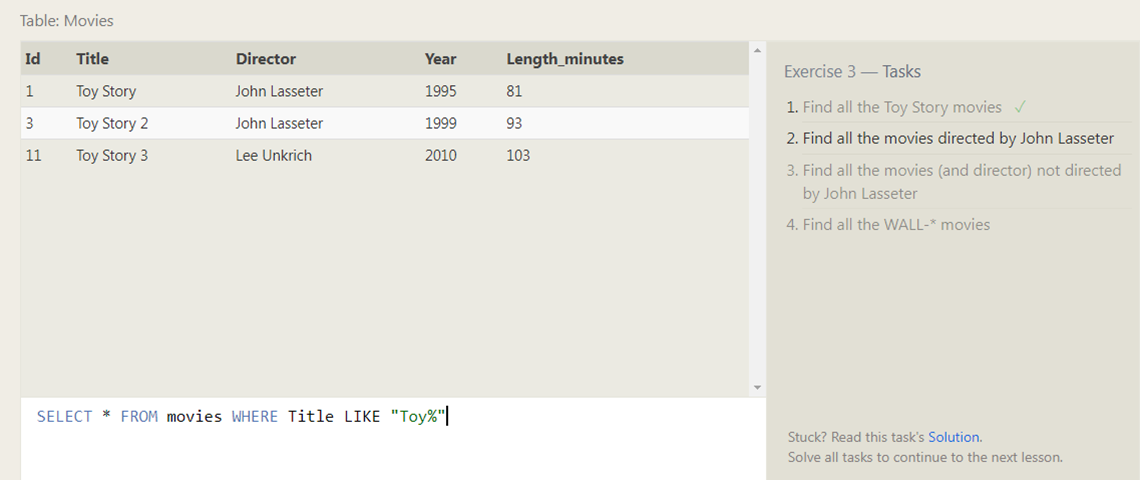 Table: Movies
Id Title Director Year Length_minutes
1 Toy Story John Lasseter 1995 81
3 Toy Story 2 John Lasseter 1999 93
11 Toy Story 3 Lee Unkrich 2010 103
SELECT * FROM movies WHERE Title LIKE "Toy%"
Exercise 3 — Tasks
1. Find all the Toy Story movies ✓
2. Find all the movies directed by John Lasseter
3. Find all the movies (and director) not directed
by John Lasseter
4. Find all the WALL-* movies
Stuck? Read this task's Solution.
Solve all tasks to continue to the next lesson.